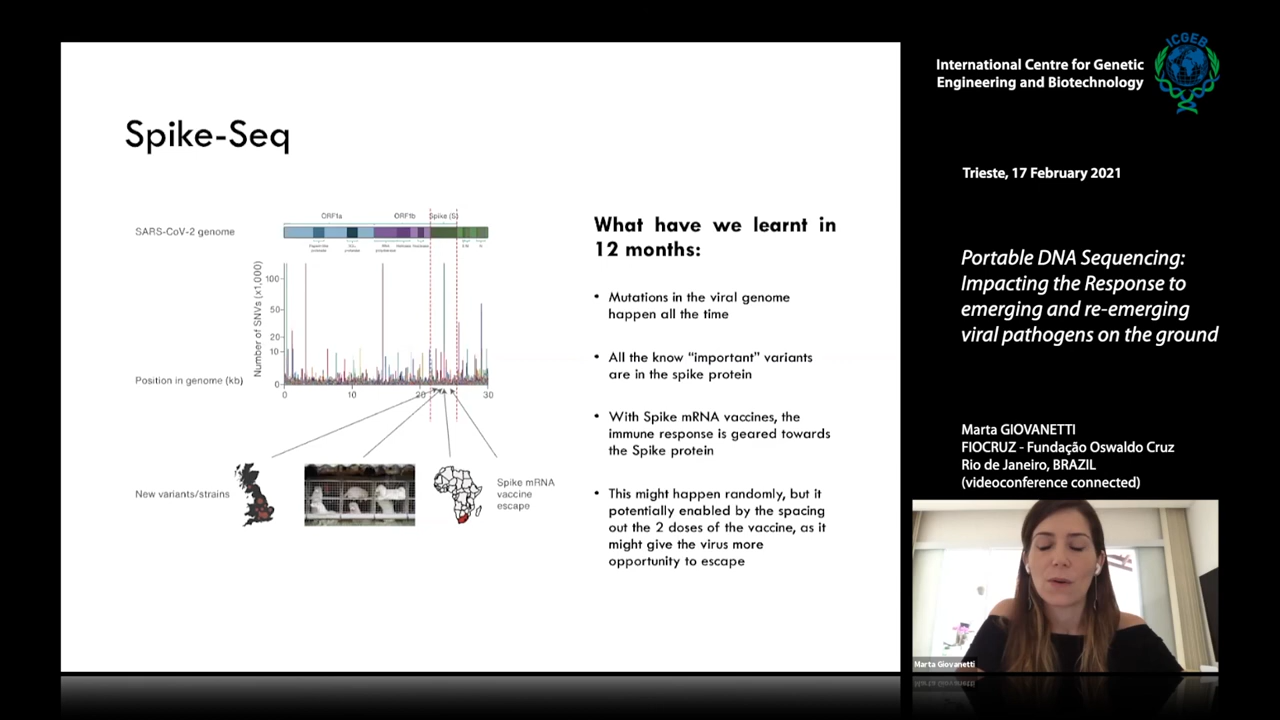 Spike-Seq
ORF1a
ORF1b
Spike (S)
SARS-CoV-2 genome
Number of SNVs (x1,000)
100
50
20
10
0
Position in genome (kb)
0
10
20
30
New variants/strains
Spike mRNA
vaccine
escape
What have we learnt in
12 months:
• Mutations in the viral genome
happen all the time
• All the know “important” variants
are in the spike protein
• With Spike mRNA vaccines, the
immune response is geared towards
the Spike protein
• This might happen randomly, but it
potentially enabled by the spacing
out the 2 doses of the vaccine, as it
might give the virus more
opportunity to escape
International Centre for Genetic
Engineering and Biotechnology
ICGEB
Trieste, 17 February 2021
Portable DNA Sequencing:
Impacting the Response to
emerging and re-emerging
viral pathogens on the ground
Marta GIOVANETTI
FIOCRUZ - Fundação Oswaldo Cruz
Rio de Janeiro, BRAZIL
(videoconference connected)
Marta Giovanetti